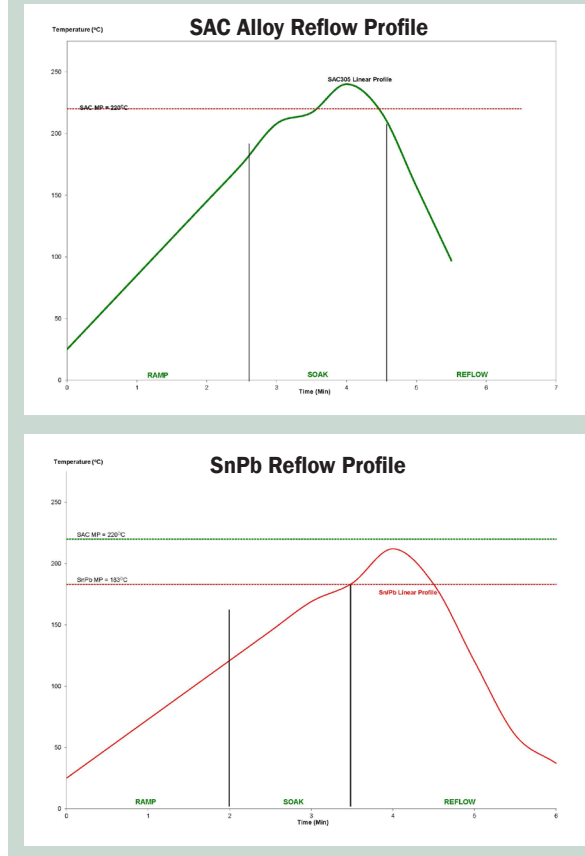 SAC Alloy Reflow Profile
Temperature (ºC)
250
SAC305 Linear Profile
SAC MP = 220ºC
200
150
100
50
0
RAMP
SOAK
REFLOW
0 1 2 3 4 5 6 7
Time (Min)
SnPb Reflow Profile
Temperature (ºC)
250
SAC MP = 220ºC
200
SnPb MP = 183ºC
Sn/Pb Linear Profile
150
100
50
0
RAMP
SOAK
REFLOW
0 1 2 3 4 5 6
Time (Min)